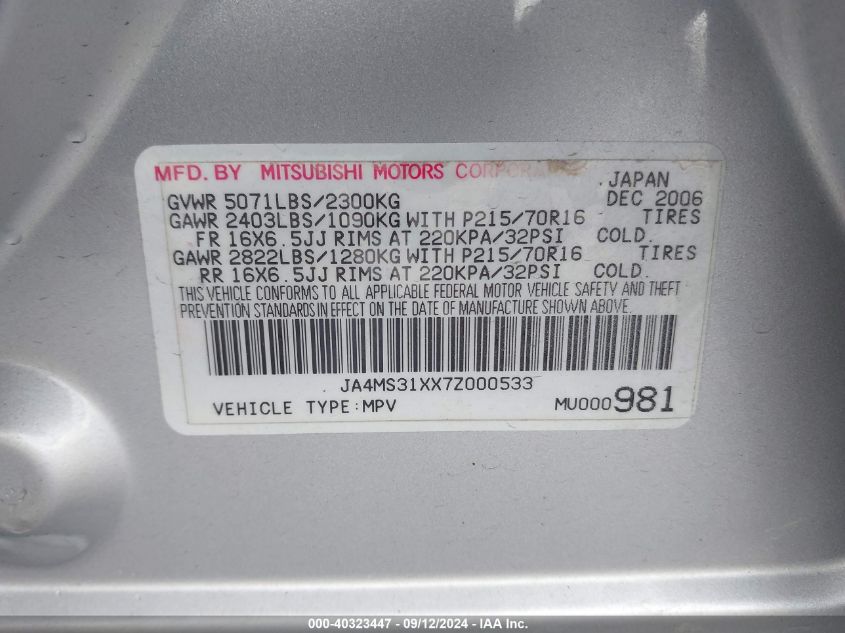 MFD. BY MITSUBISHI MOTORS CORPORA
. JAPAN
GVWR 5071LBS/2300KG DEC 2006
GAWR 2403LBS/1090KG WITH P215/70R16 TIRES
FR 16X6.5JJ RIMS AT 220KPA/32PSI COLD.
GAWR 2822LBS/1280KG WITH P215/70R16 TIRES
RR 16X6.5JJ RIMS AT 220KPA/32PSI COLD.
THIS VEHICLE CONFORMS TO ALL APPLICABLE FEDERAL MOTOR VEHICLE SAFETY AND THEFT
PREVENTION STANDARDS IN EFFECT ON THE DATE OF MANUFACTURE SHOWN ABOVE.
JA4MS31XX7Z000533
VEHICLE TYPE:MPV MU000981
000-40323447 - 09/12/2024 - IAA Inc.